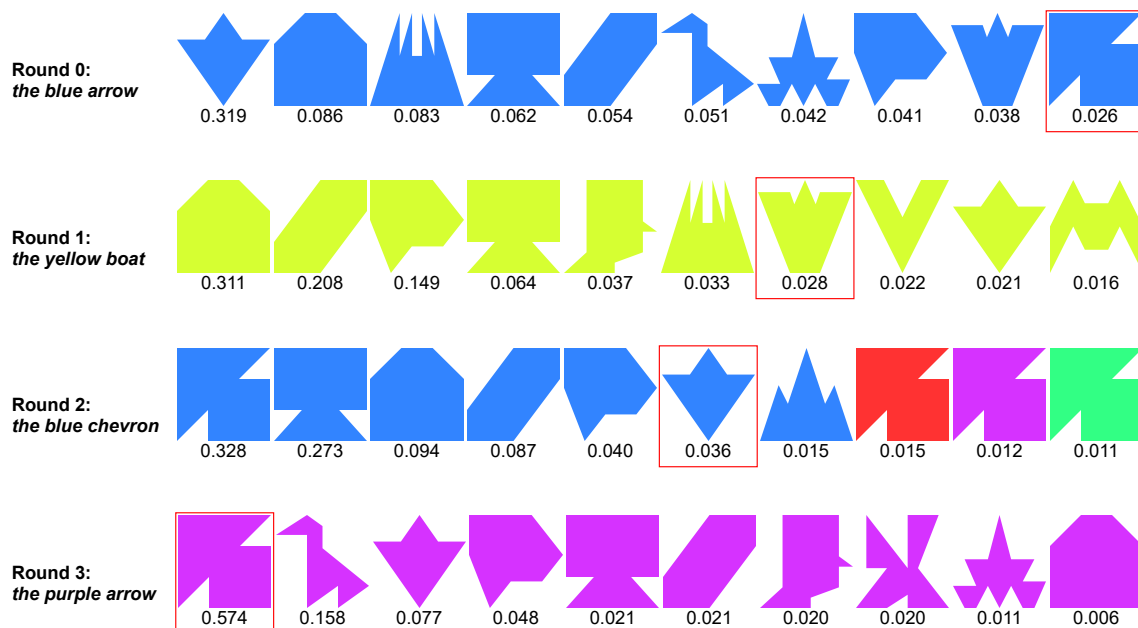 Round 0:
the blue arrow
0.319 0.086 0.083 0.062 0.054 0.051 0.042 0.041 0.038 0.026
Round 1:
the yellow boat
0.311 0.208 0.149 0.064 0.037 0.033 0.028 0.022 0.021 0.016
Round 2:
the blue chevron
0.328 0.273 0.094 0.087 0.040 0.036 0.015 0.015 0.012 0.011
Round 3:
the purple arrow
0.574 0.158 0.077 0.048 0.021 0.021 0.020 0.020 0.011 0.006